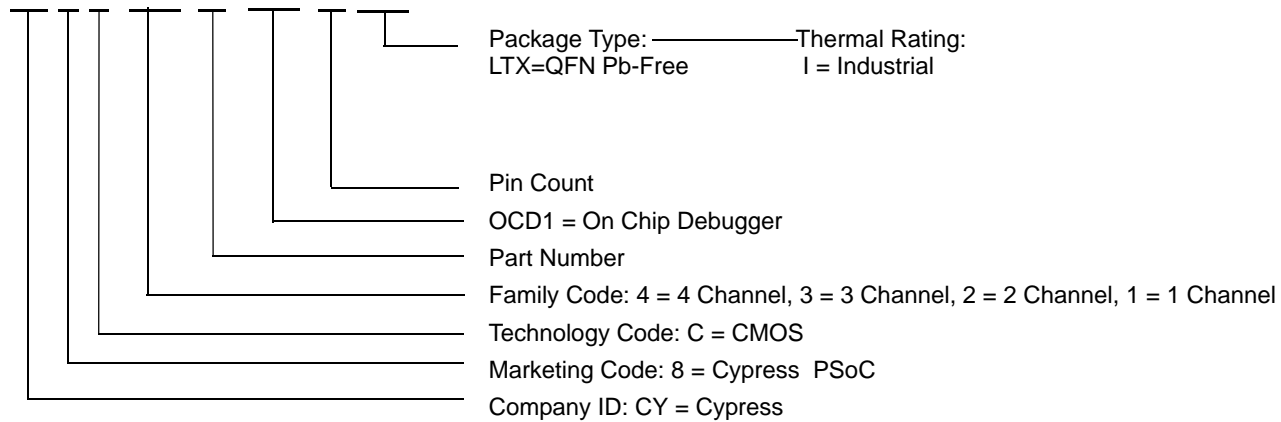 Package Type: Thermal Rating:
LTX=QFN Pb-Free I = Industrial
Pin Count
OCD1 = On Chip Debugger
Part Number
Family Code: 4 = 4 Channel, 3 = 3 Channel, 2 = 2 Channel, 1 = 1 Channel
Technology Code: C = CMOS
Marketing Code: 8 = Cypress PSoC
Company ID: CY = Cypress